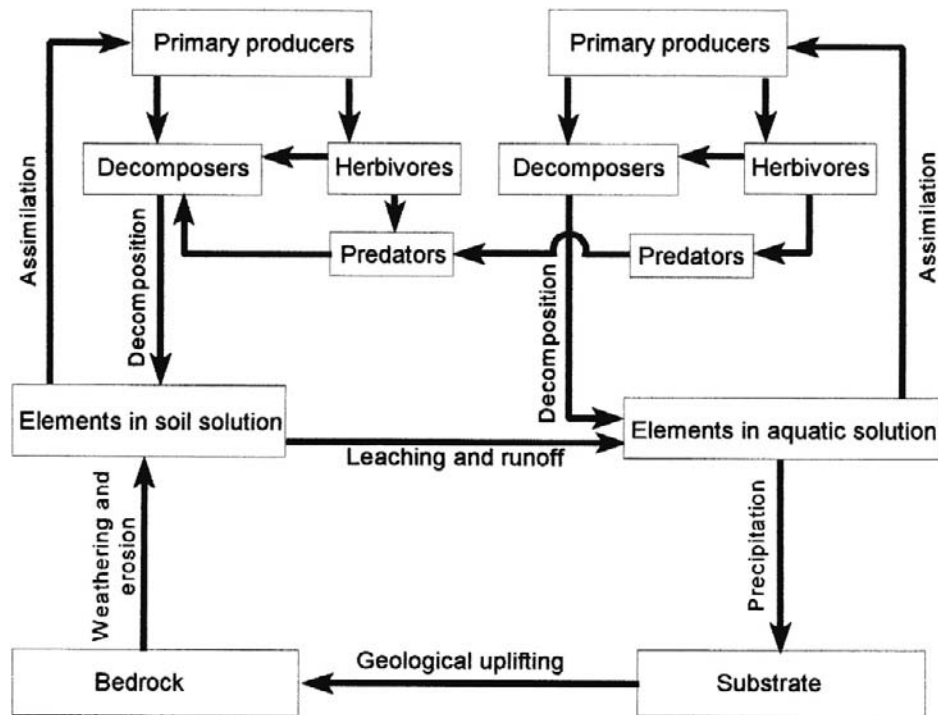 Primary producers
Primary producers
Decomposers
Herbivores
Decomposers
Herbivores
Predators
Predators
Assimilation
Decomposition
Decomposition
Assimilation
Elements in soil solution
Elements in aquatic solution
Leaching and runoff
Weathering and
erosion
Precipitation
Geological uplifting
Bedrock
Substrate